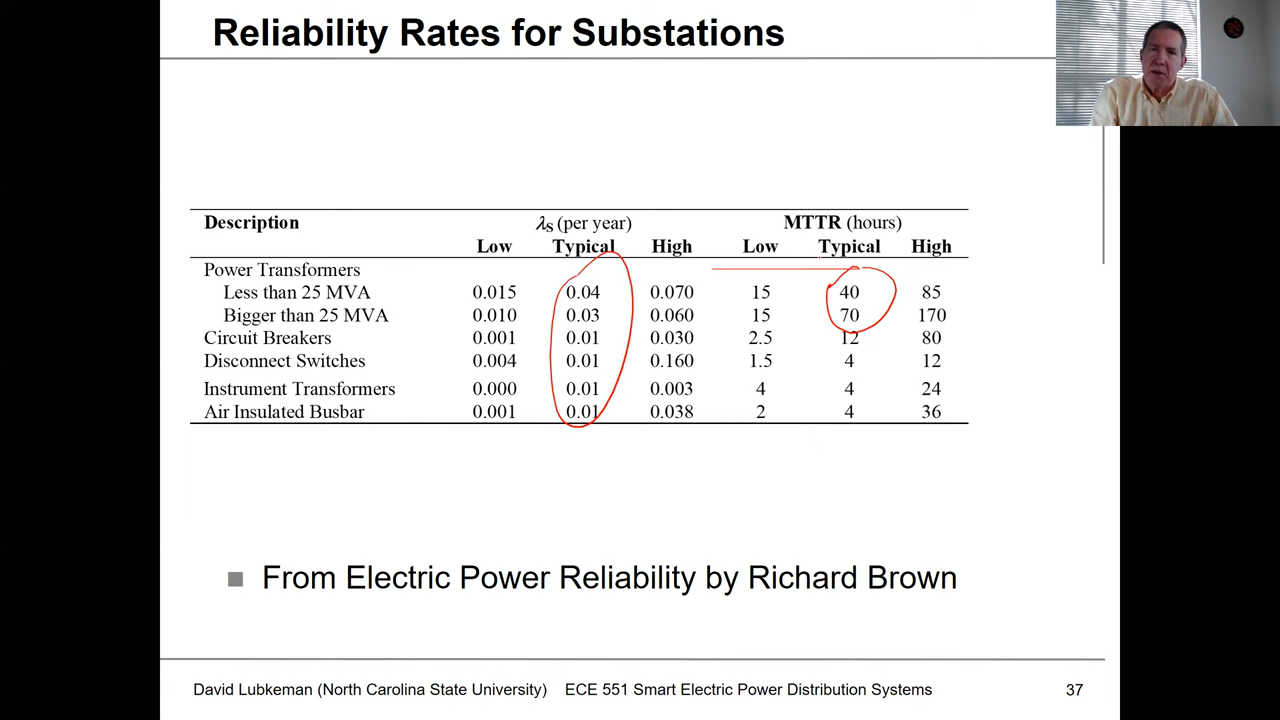 Reliability Rates for Substations
Description λS (per year) MTTR (hours)
Low Typical High Low Typical High
Power Transformers
Less than 25 MVA 0.015 0.04 0.070 15 40 85
Bigger than 25 MVA 0.010 0.03 0.060 15 70 170
Circuit Breakers 0.001 0.01 0.030 2.5 12 80
Disconnect Switches 0.004 0.01 0.160 1.5 4 12
Instrument Transformers 0.000 0.01 0.003 4 4 24
Air Insulated Busbar 0.001 0.01 0.038 2 4 36
From Electric Power Reliability by Richard Brown
David Lubkeman (North Carolina State University) ECE 551 Smart Electric Power Distribution Systems 37